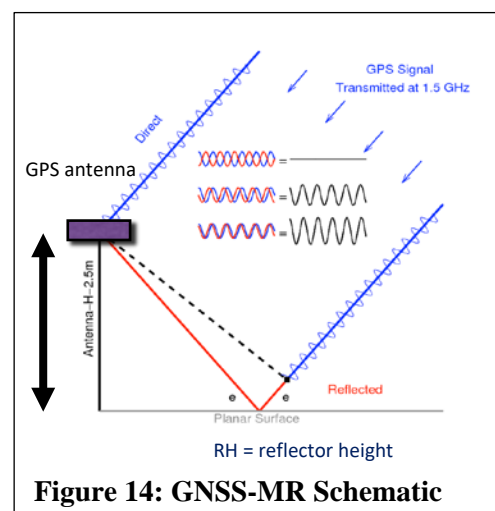 GPS Signal
Transmitted at 1.5 GHz
Direct
GPS antenna
=
=
=
Antenna-H-2.5m
e
e
Reflected
Planar Surface
RH = reflector height
Figure 14: GNSS-MR Schematic